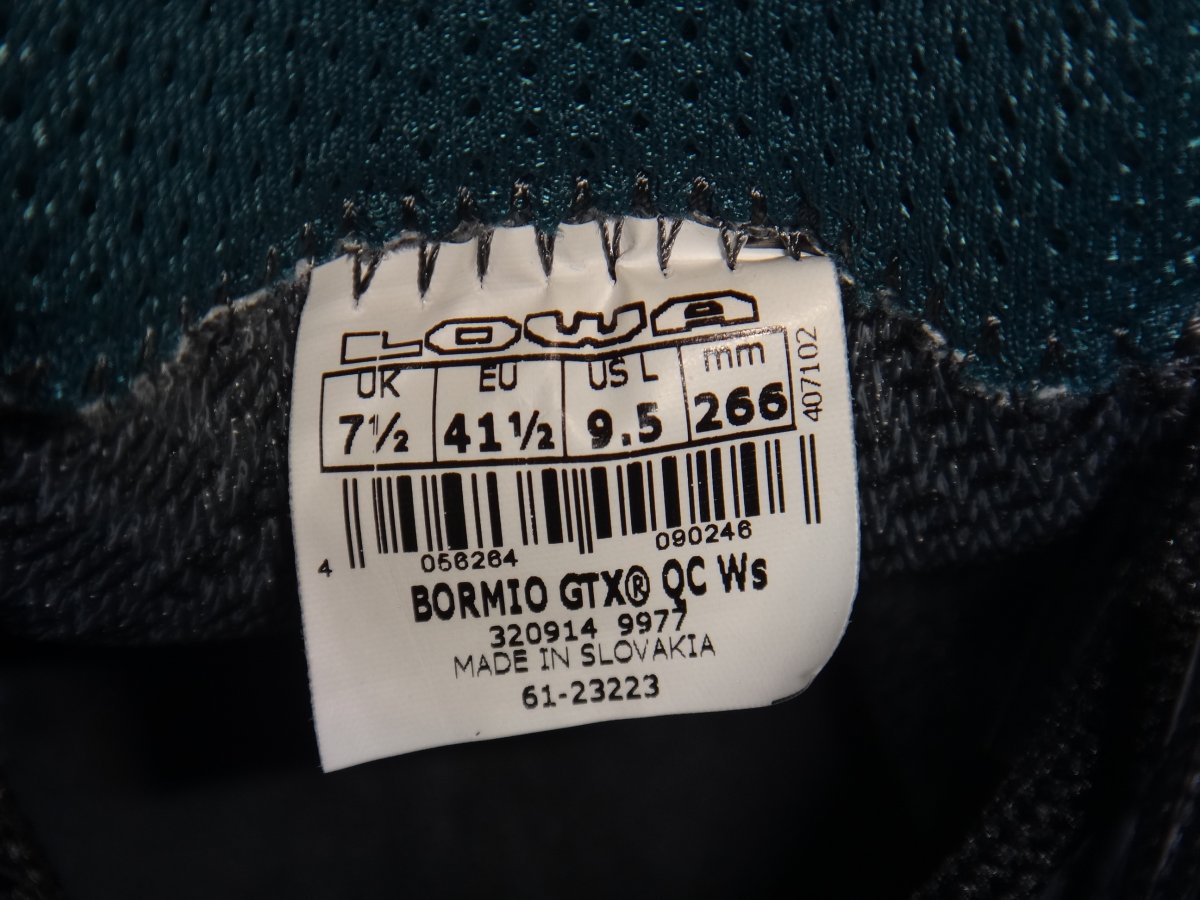 LOWA
UK EU US L mm
7½ 41½ 9.5 266
407102
4 056284 090246
BORMIO GTX® QC Ws
320914 9977
MADE IN SLOVAKIA
61-23223